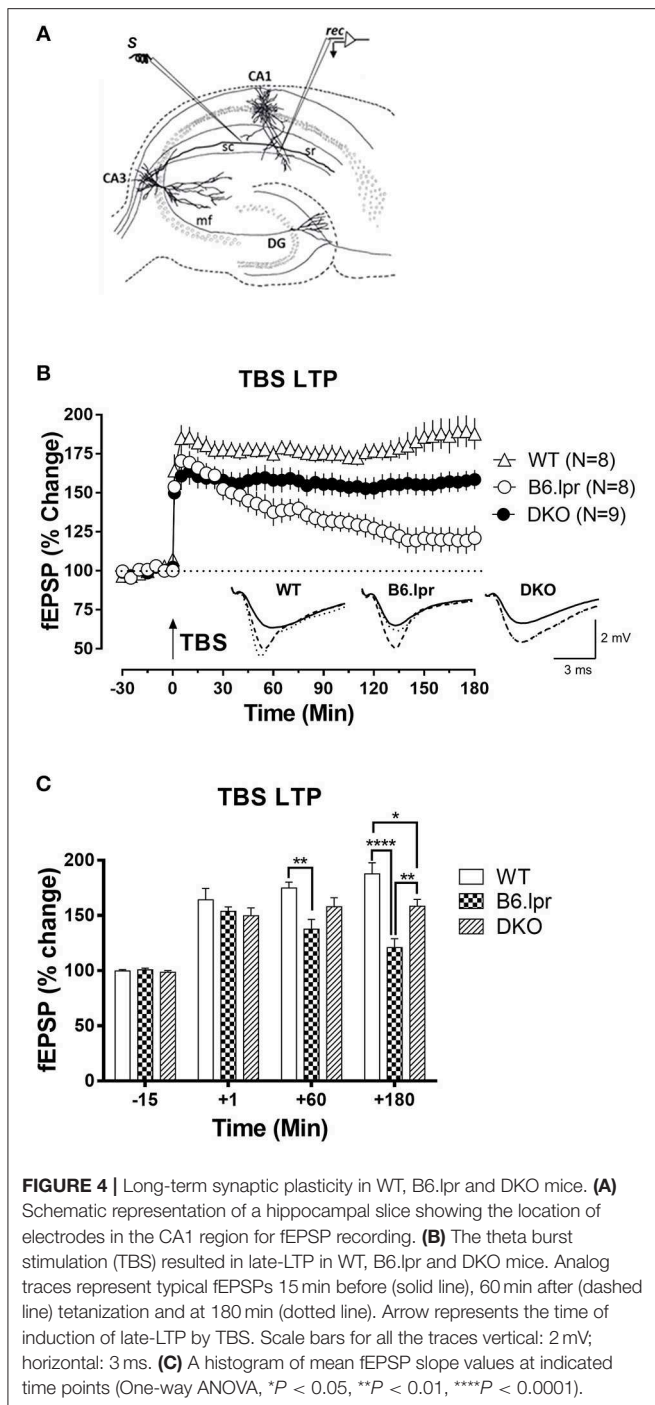 A
S
rec
CA1
sc
sr
CA3
mf
DG
B
TBS LTP
200
175
150
125
100
75
50
fEPSP (% Change)
WT (N=8)
B6.lpr (N=8)
DKO (N=9)
WT
B6.lpr
DKO
TBS
2 mV
3 ms
-30 0 30 60 90 120 150 180
Time (Min)
C
TBS LTP
200
150
100
50
0
fEPSP (% change)
**
*
****
**
WT
B6.lpr
DKO
-15 +1 +60 +180
Time (Min)
FIGURE 4 | Long-term synaptic plasticity in WT, B6.lpr and DKO mice. (A)
Schematic representation of a hippocampal slice showing the location of
electrodes in the CA1 region for fEPSP recording. (B) The theta burst
stimulation (TBS) resulted in late-LTP in WT, B6.lpr and DKO mice. Analog
traces represent typical fEPSPs 15 min before (solid line), 60 min after (dashed
line) tetanization and at 180 min (dotted line). Arrow represents the time of
induction of late-LTP by TBS. Scale bars for all the traces vertical: 2 mV;
horizontal: 3 ms. (C) A histogram of mean fEPSP slope values at indicated
time points (One-way ANOVA, *P < 0.05, **P < 0.01, ****P < 0.0001).